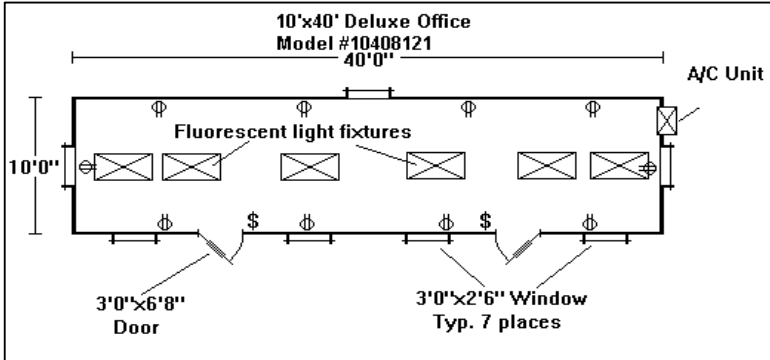 10'x40' Deluxe Office
Model #10408121
40'0"
A/C Unit
Fluorescent light fixtures
10'0"
$
$
3'0"x6'8"
Door
3'0"x2'6" Window
Typ. 7 places